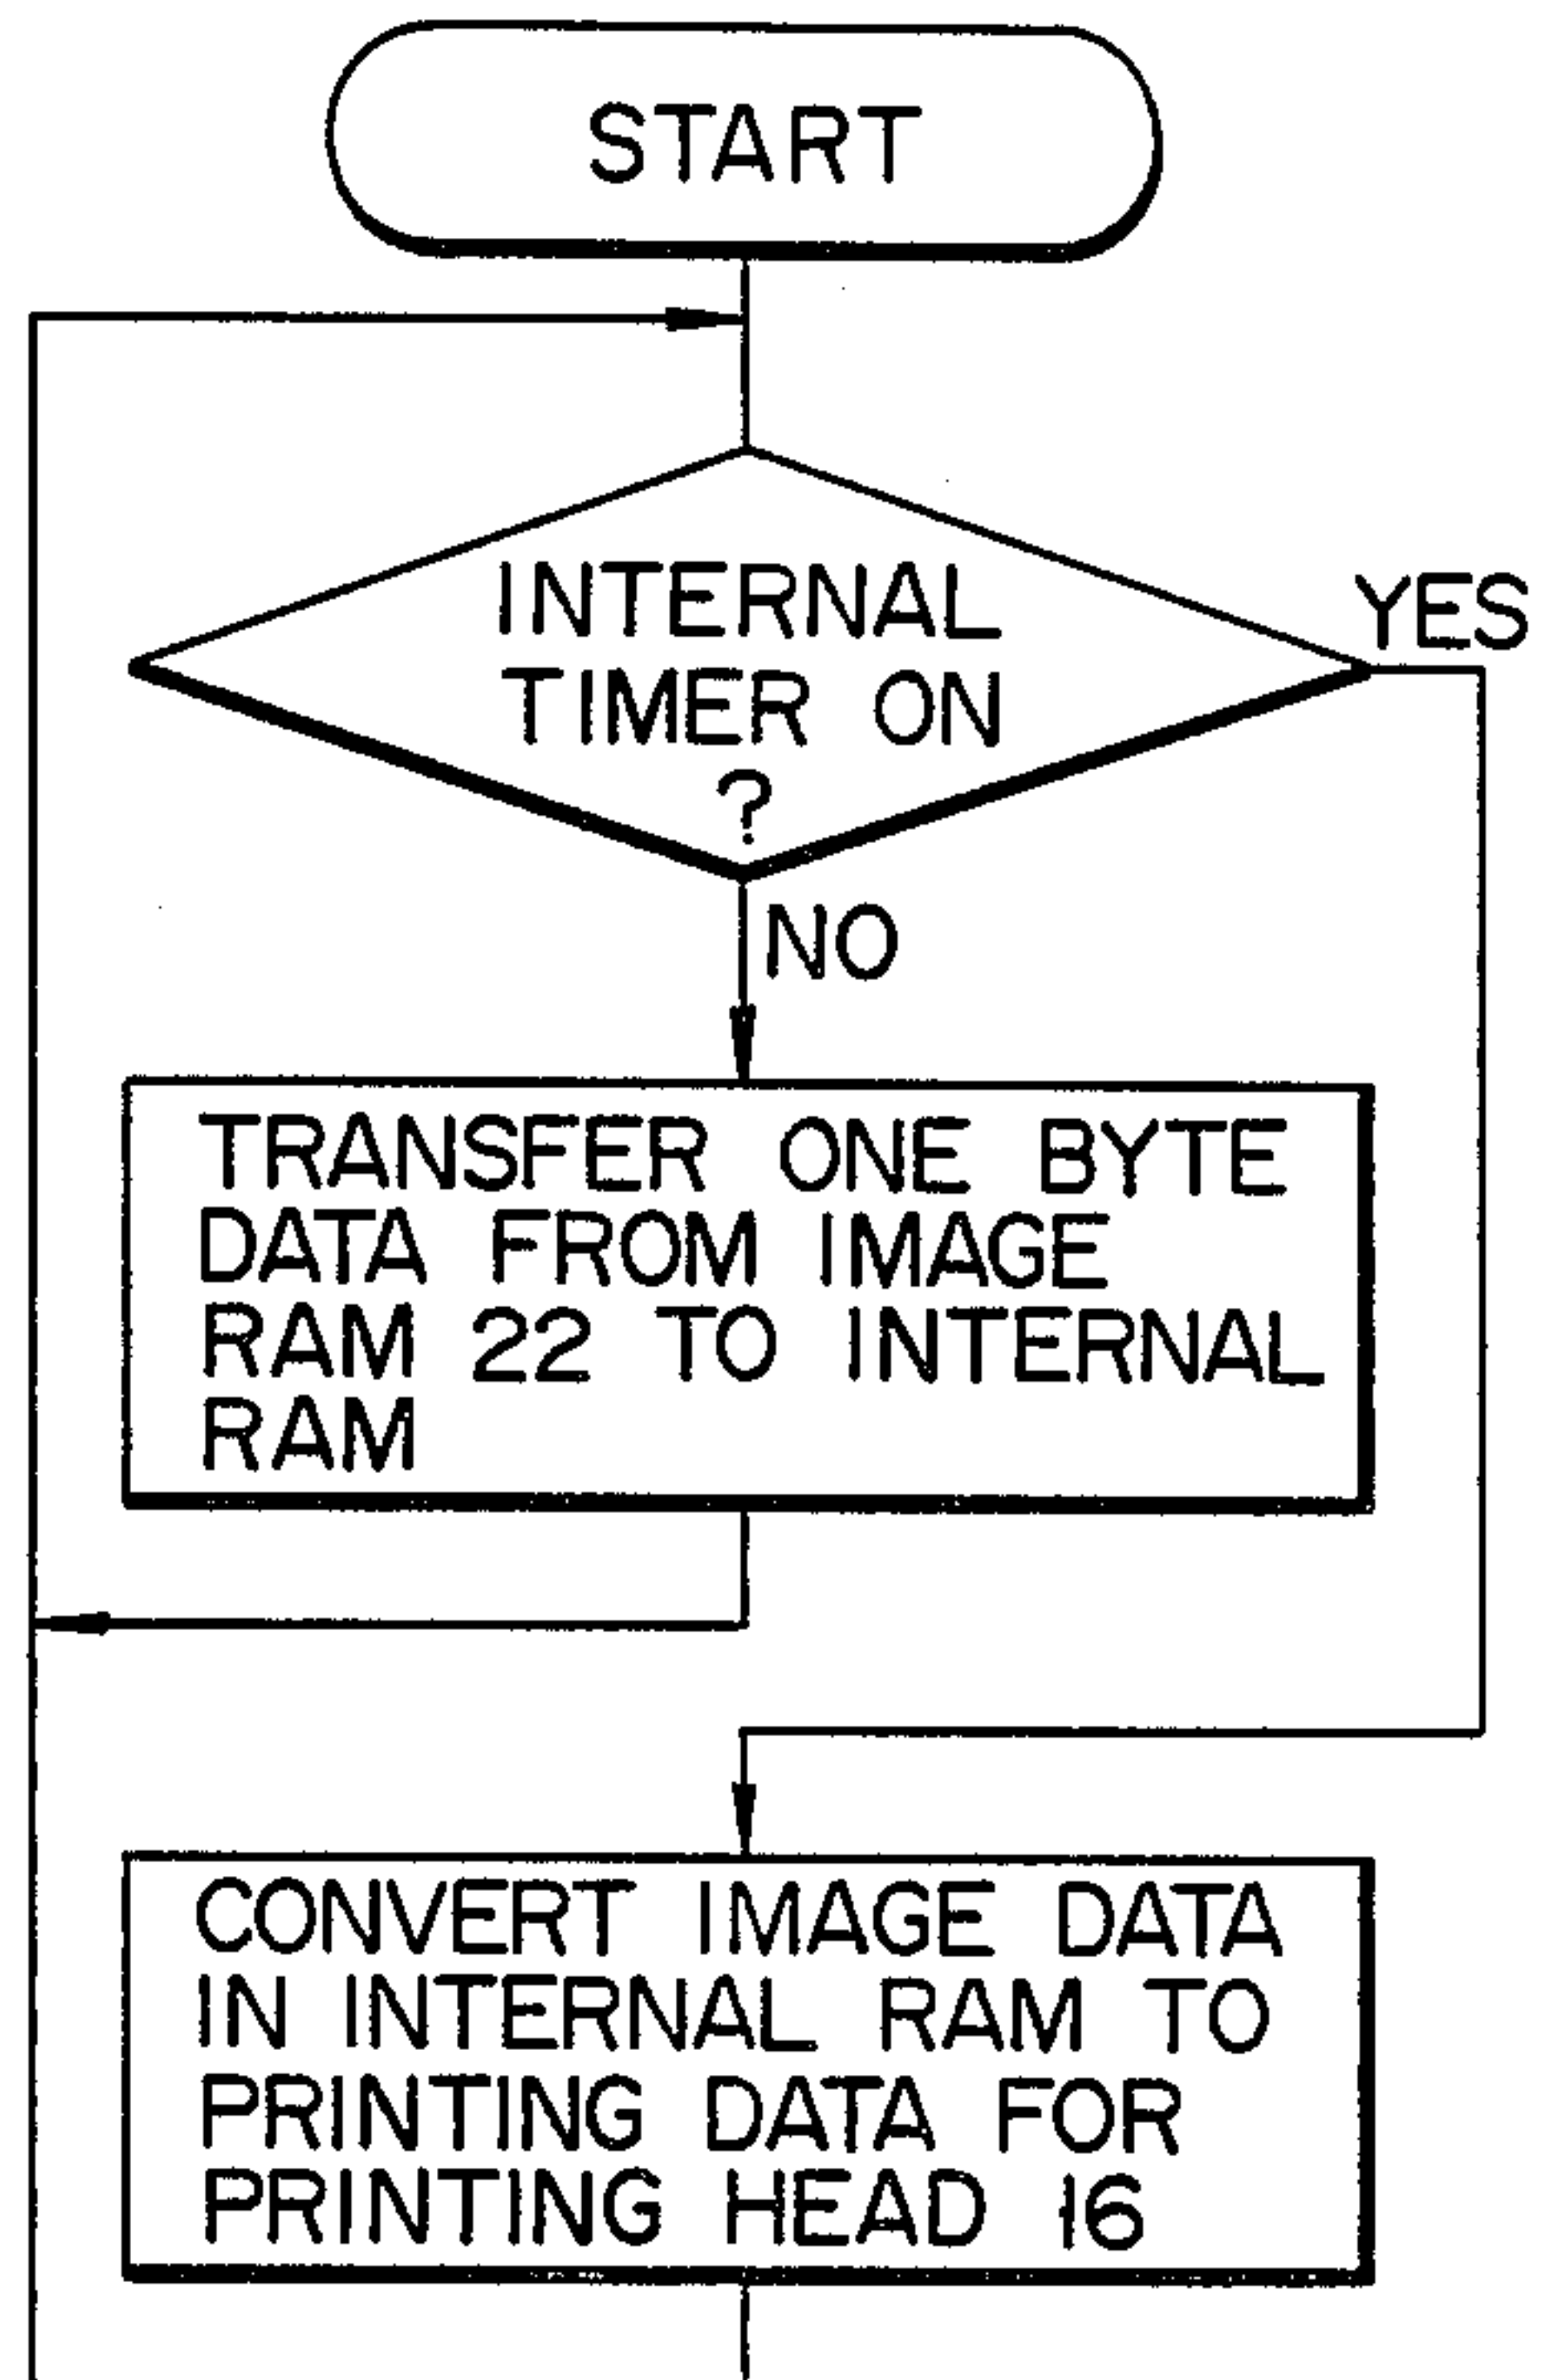 START
INTERNAL
TIMER ON
?
YES
NO
TRANSFER ONE BYTE
DATA FROM IMAGE
RAM 22 TO INTERNAL
RAM
CONVERT IMAGE DATA
IN INTERNAL RAM TO
PRINTING DATA FOR
PRINTING HEAD 16